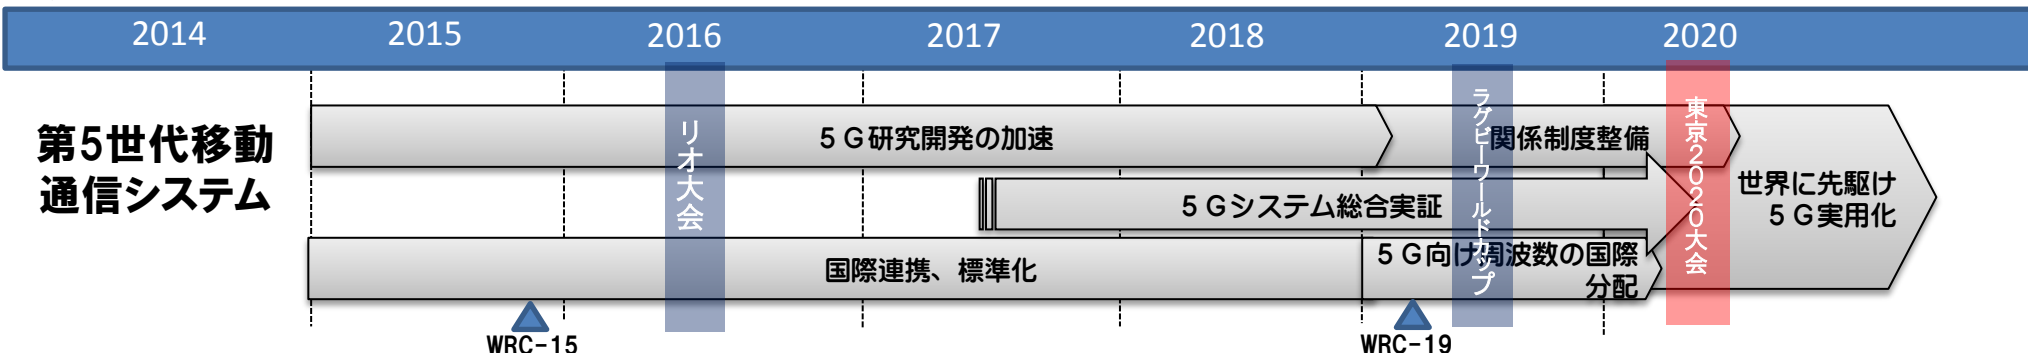 2014 2015 2016 2017 2018 2019 2020
第5世代移動
通信システム
５Ｇ研究開発の加速
関係制度整備
５Ｇシステム総合実証
国際連携、標準化
５Ｇ向け周波数の国際
分配
世界に先駆け
５Ｇ実用化
リオ大会
ラグビーワールドカップ
東京２０２０大会
WRC-15
WRC-19